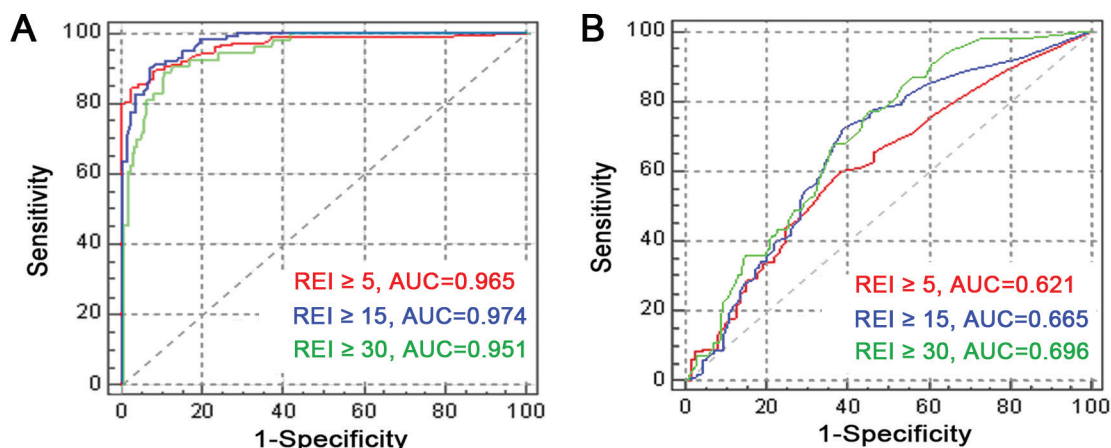 A
Sensitivity
100
80
60
40
20
0
REI ≥ 5, AUC=0.965
REI ≥ 15, AUC=0.974
REI ≥ 30, AUC=0.951
0 20 40 60 80 100
1-Specificity
B
Sensitivity
100
80
60
40
20
0
REI ≥ 5, AUC=0.621
REI ≥ 15, AUC=0.665
REI ≥ 30, AUC=0.696
0 20 40 60 80 100
1-Specificity